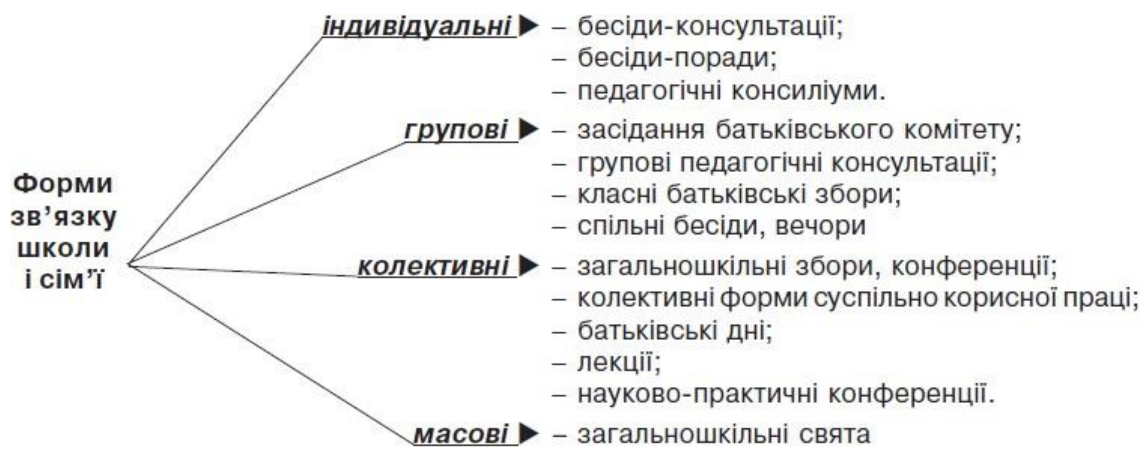 індивідуальні ▶ – бесіди-консультації;
– бесіди-поради;
– педагогічні консиліуми.
групові ▶ – засідання батьківського комітету;
– групові педагогічні консультації;
– класні батьківські збори;
– спільні бесіди, вечори
Форми
зв’язку
школи
і сім’ї
колективні ▶ – загальношкільні збори, конференції;
– колективні форми суспільно корисної праці;
– батьківські дні;
– лекції;
– науково-практичні конференції.
масові ▶ – загальношкільні свята